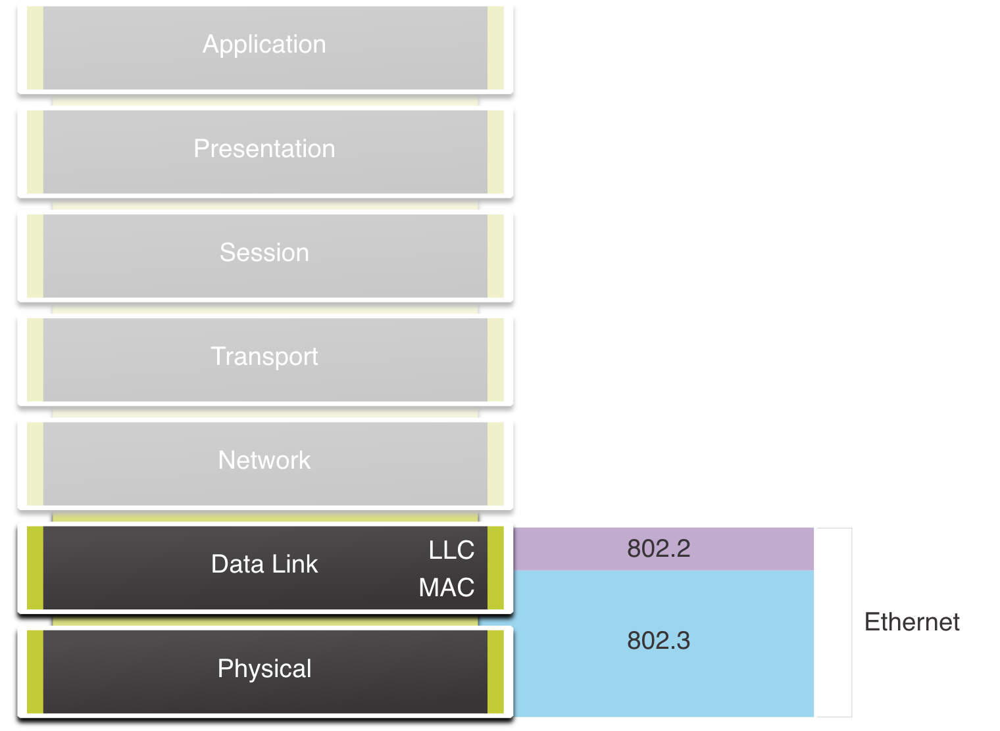 Application
Presentation
Session
Transport
Network
Data Link
LLC
MAC
802.2
802.3
Ethernet
Physical